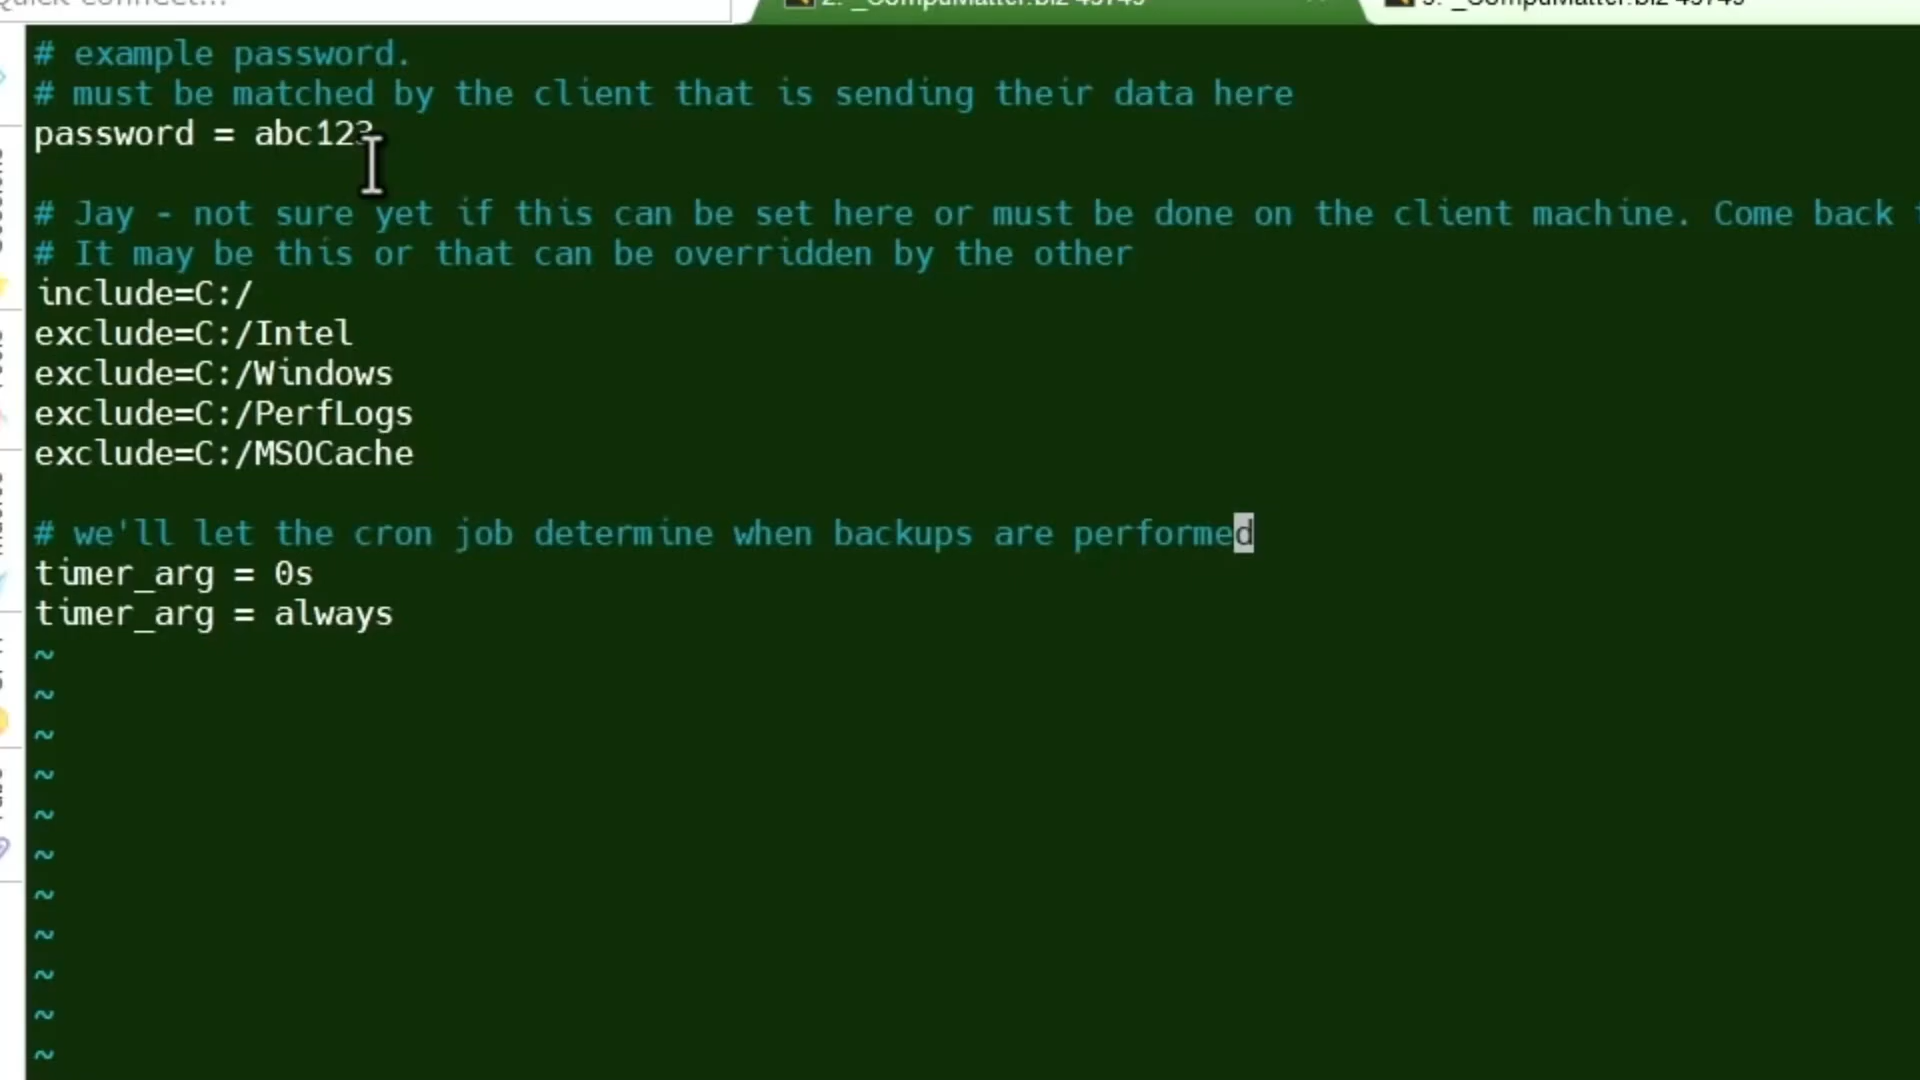 # example password.
# must be matched by the client that is sending their data here
password = abc123
# Jay - not sure yet if this can be set here or must be done on the client machine. Come back
# It may be this or that can be overridden by the other
include=C:/
exclude=C:/Intel
exclude=C:/Windows
exclude=C:/PerfLogs
exclude=C:/MSOCache
# we'll let the cron job determine when backups are performed
timer_arg = 0s
timer_arg = always
~
~
~
~
~
~
~
~
~
~
~